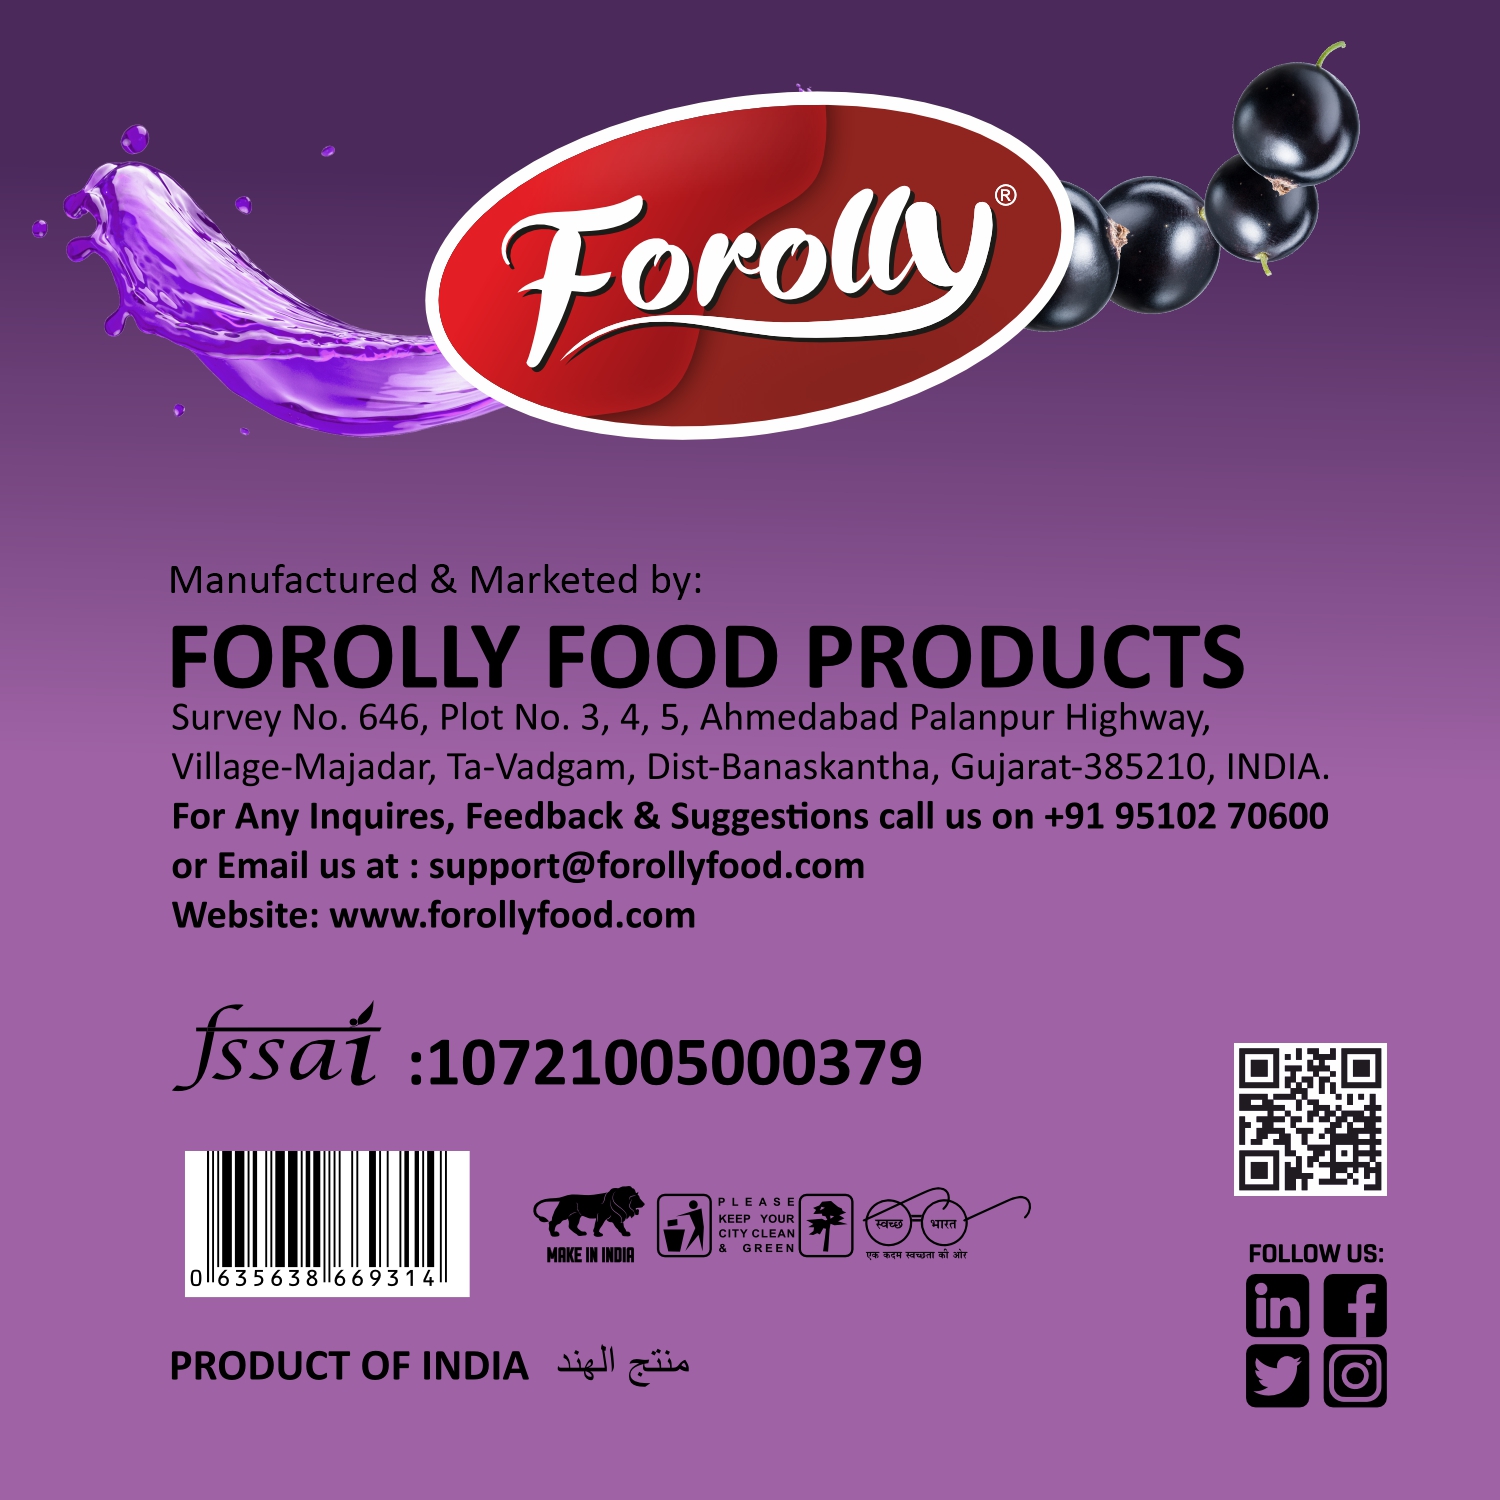 Forolly®
Manufactured & Marketed by:
FOROLLY FOOD PRODUCTS
Survey No. 646, Plot No. 3, 4, 5, Ahmedabad Palanpur Highway,
Village-Majadar, Ta-Vadgam, Dist-Banaskantha, Gujarat-385210, INDIA.
For Any Inquires, Feedback & Suggestions call us on +91 95102 70600
or Email us at : support@forollyfood.com
Website: www.forollyfood.com
fssai :10721005000379
0 635638 669314
MAKE IN INDIA
PLEASE
KEEP YOUR
CITY CLEAN
& GREEN
स्वच्छ भारत
एक कदम स्वच्छता की ओर
FOLLOW US:
in f
PRODUCT OF INDIA منتج الهند